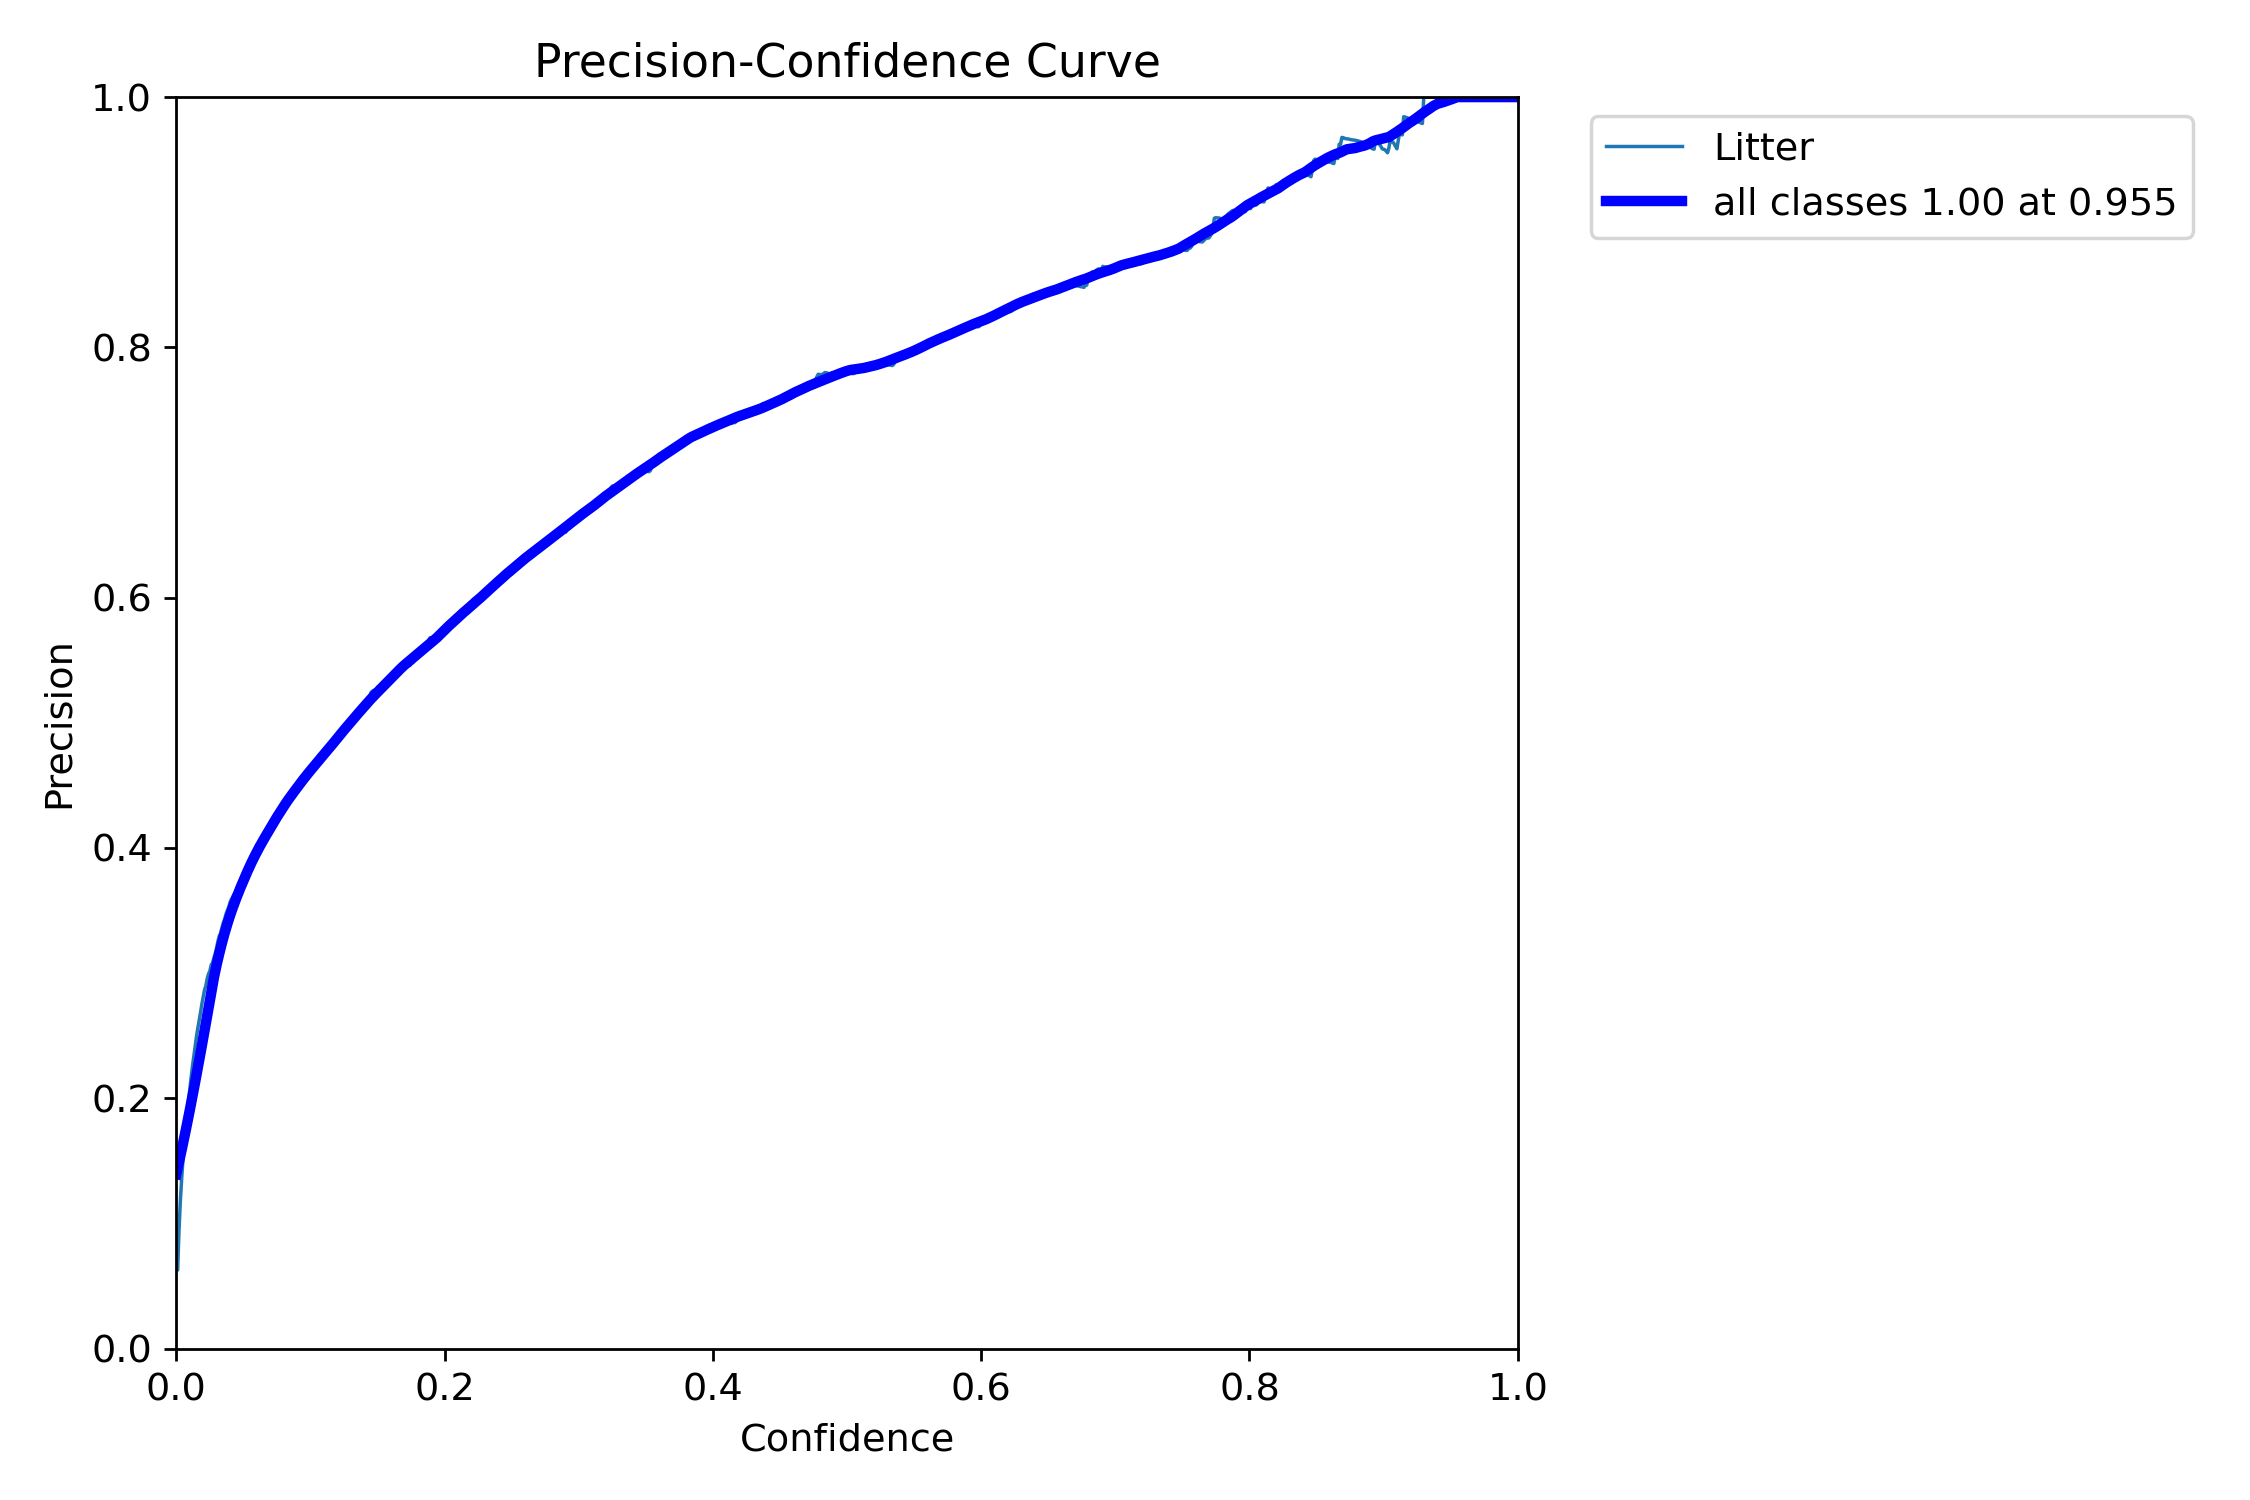 Precision-Confidence Curve
1.0
0.8
0.6
0.4
0.2
0.0
Precision
0.0 0.2 0.4 0.6 0.8 1.0
Confidence
Litter
all classes 1.00 at 0.955